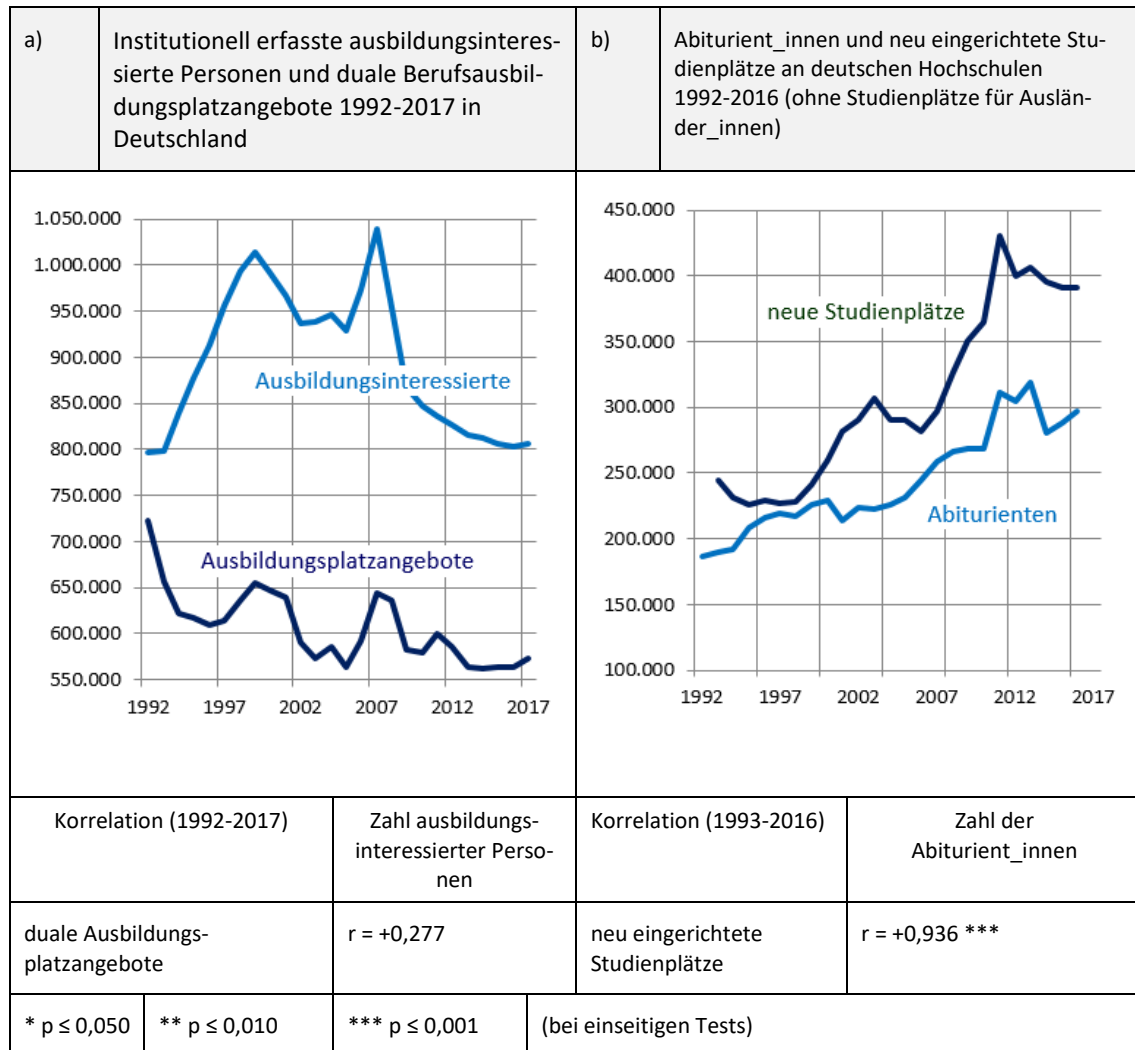 a)
Institutionell erfasste ausbildungsinteres-
sierte Personen und duale Berufsausbil-
dungsplatzangebote 1992-2017 in
Deutschland
b)
Abiturient_innen und neu eingerichtete Stu-
dienplätze an deutschen Hochschulen
1992-2016 (ohne Studienplätze für Auslän-
der_innen)
1.050.000
1.000.000
950.000
900.000
850.000
800.000
750.000
700.000
650.000
600.000
550.000
Ausbildungsinteressierte
Ausbildungsplatzangebote
1992 1997 2002 2007 2012 2017
450.000
400.000
350.000
300.000
250.000
200.000
150.000
100.000
neue Studienplätze
Abiturienten
1992 1997 2002 2007 2012 2017
Korrelation (1992-2017)
Zahl ausbildungs-
interessierter Perso-
nen
Korrelation (1993-2016)
Zahl der
Abiturient_innen
duale Ausbildungs-
platzangebote
r = +0,277
neu eingerichtete
Studienplätze
r = +0,936 ***
* p ≤ 0,050
** p ≤ 0,010
*** p ≤ 0,001
(bei einseitigen Tests)